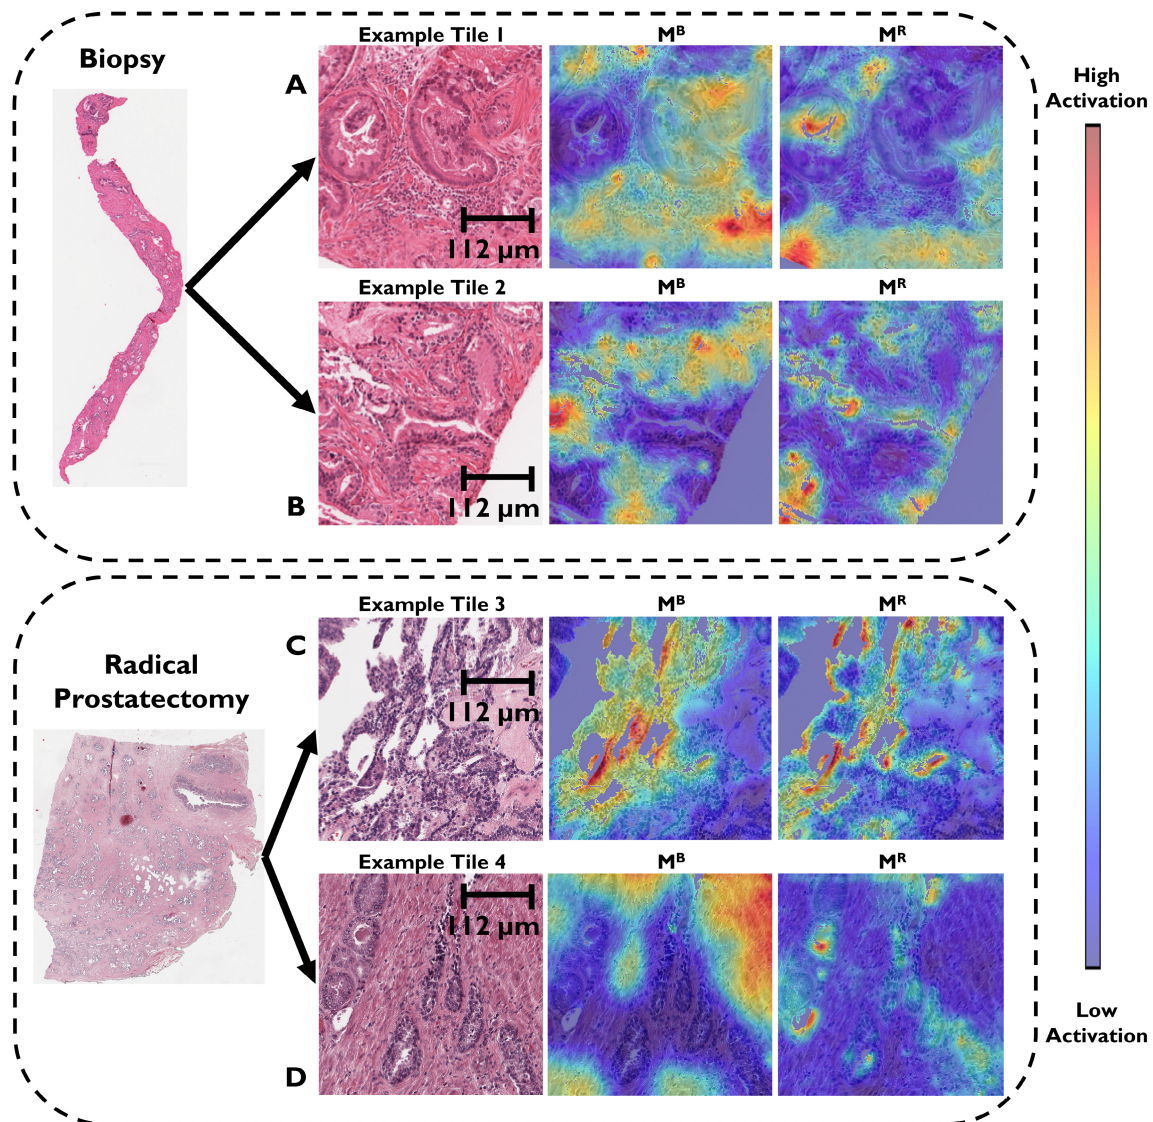 Biopsy
Example Tile 1
Mᴮ
Mᴿ
A
112 µm
Example Tile 2
Mᴮ
Mᴿ
B
112 µm
High
Activation
Radical
Prostatectomy
Example Tile 3
Mᴮ
Mᴿ
C
112 µm
Example Tile 4
Mᴮ
Mᴿ
D
112 µm
Low
Activation